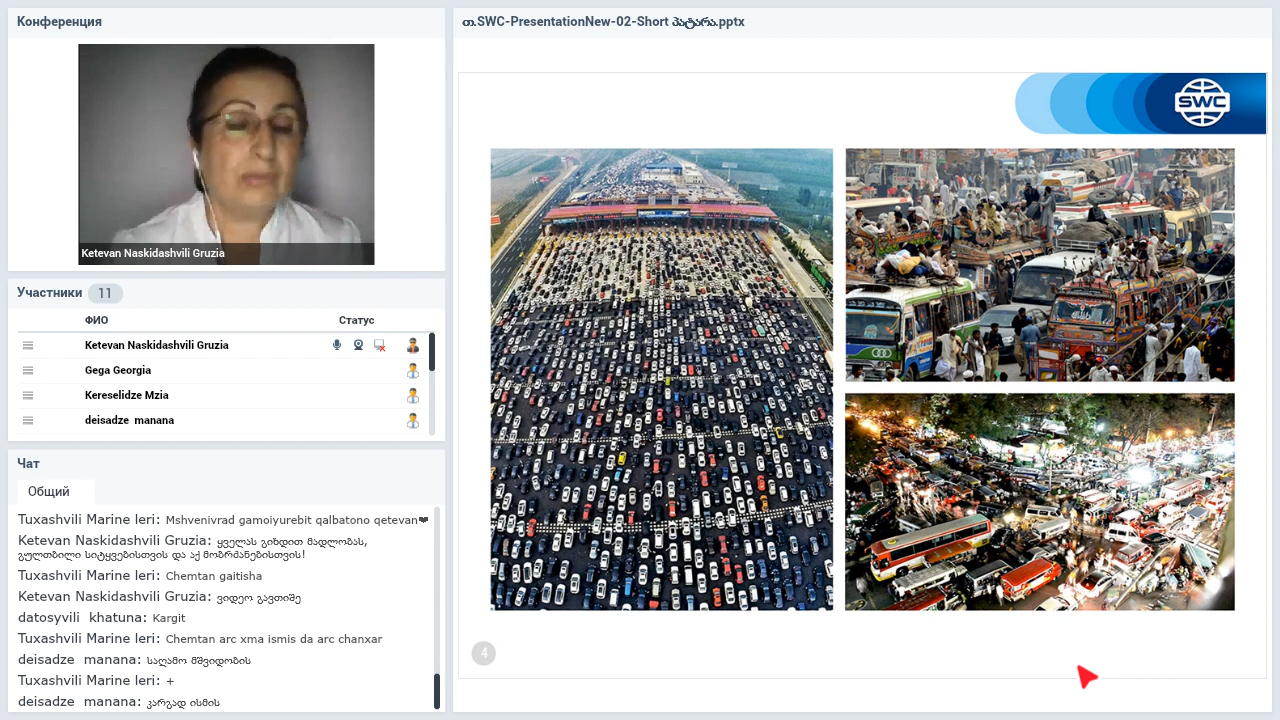 Конференция
Ketevan Naskidashvili Gruzia
Участники 11
ФИО Статус
Ketevan Naskidashvili Gruzia
Gega Georgia
Kereselidze Mzia
deisadze manana
Чат
Общий
Tuxashvili Marine leri: Mshvenivrad gamoiyurebit qalbatono qetevan❤
Ketevan Naskidashvili Gruzia: ყველას გიხდით მადლობას,
გულთბილი სიტყვებისთვის და აქ მობრძანებისთვის!
Tuxashvili Marine leri: Chemtan gaitisha
Ketevan Naskidashvili Gruzia: ვიდეო გავთიშე
datosyvili khatuna: Kargit
Tuxashvili Marine leri: Chemtan arc xma ismis da arc chanxar
deisadze manana: საღამო მშვიდობის
Tuxashvili Marine leri: +
deisadze manana: კარგად ისმის
თ.SWC-PresentationNew-02-Short პატარა.pptx
SWC
4